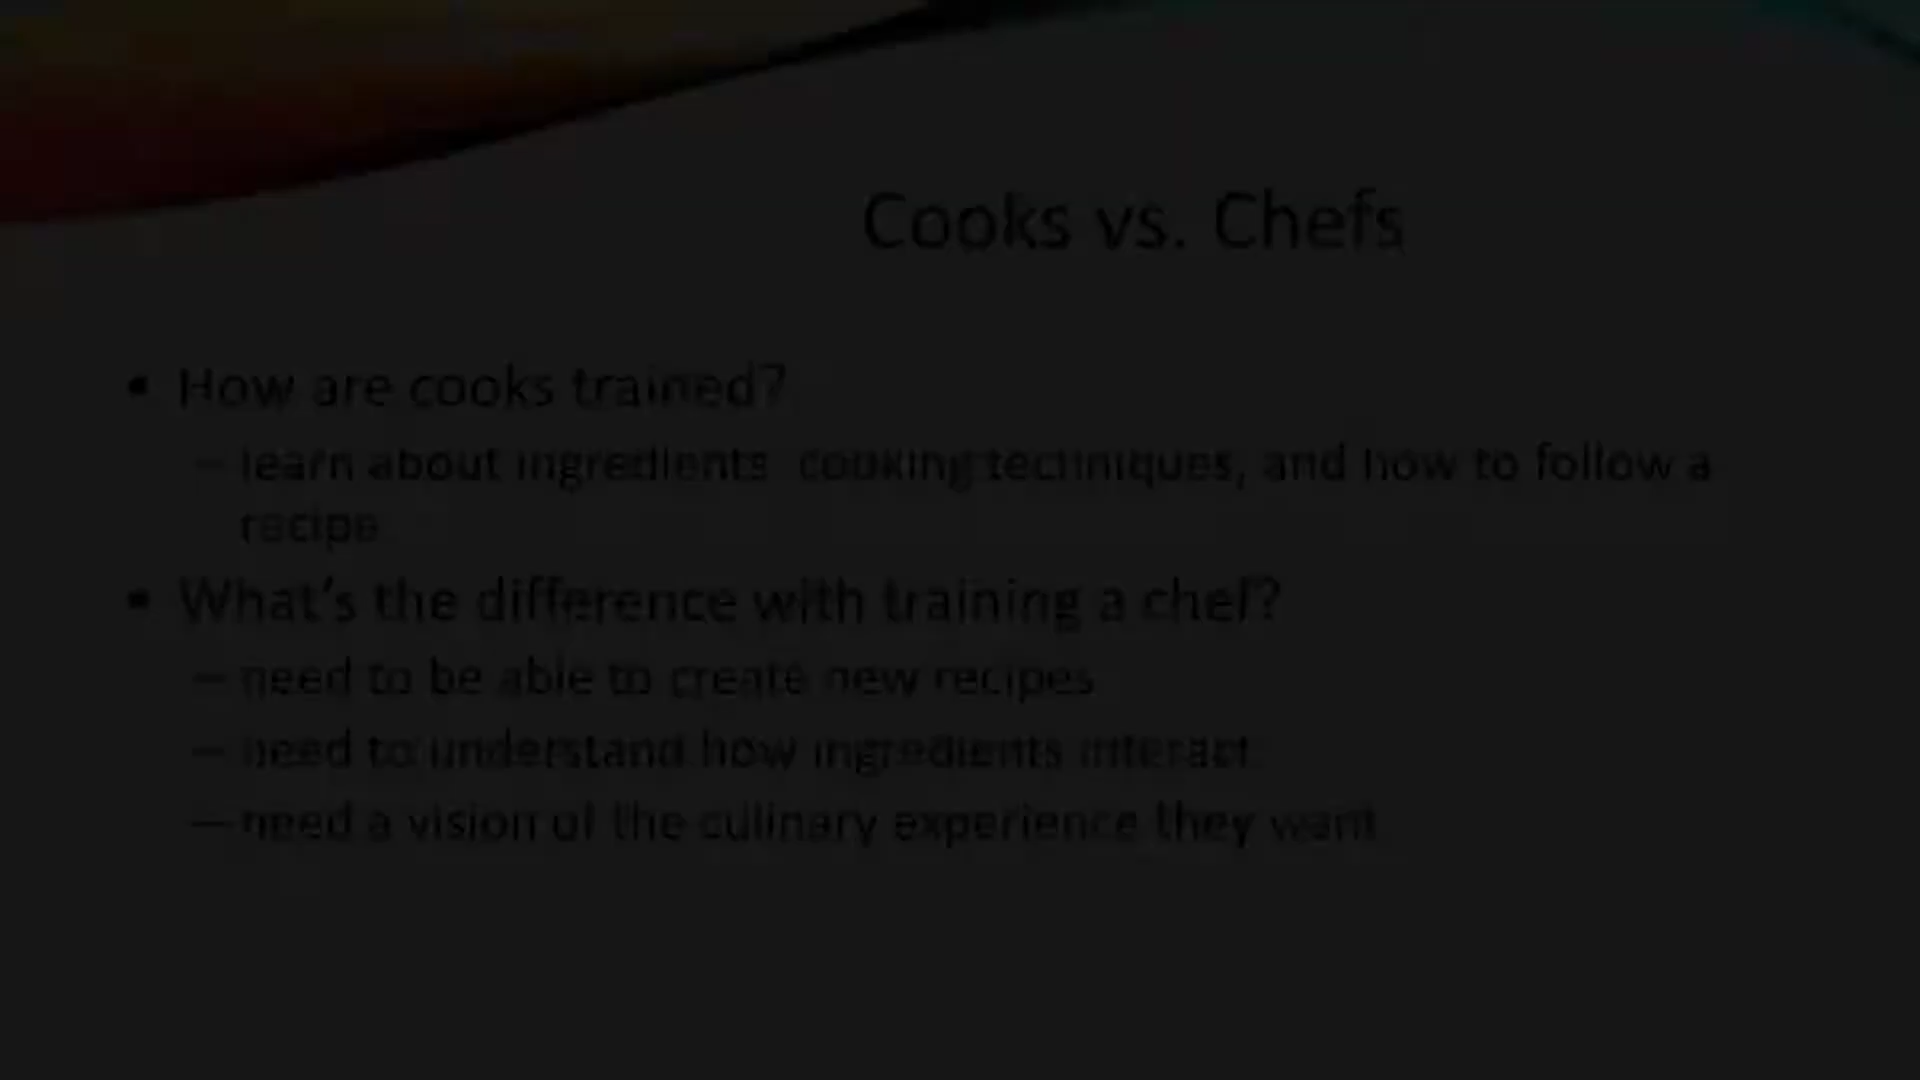 Cooks vs. Chefs
• How are cooks trained?
– learn about ingredients, cooking techniques, and how to follow a
recipe
• What's the difference with training a chef?
– need to be able to create new recipes
– need to understand how ingredients interact
– need a vision of the culinary experience they want